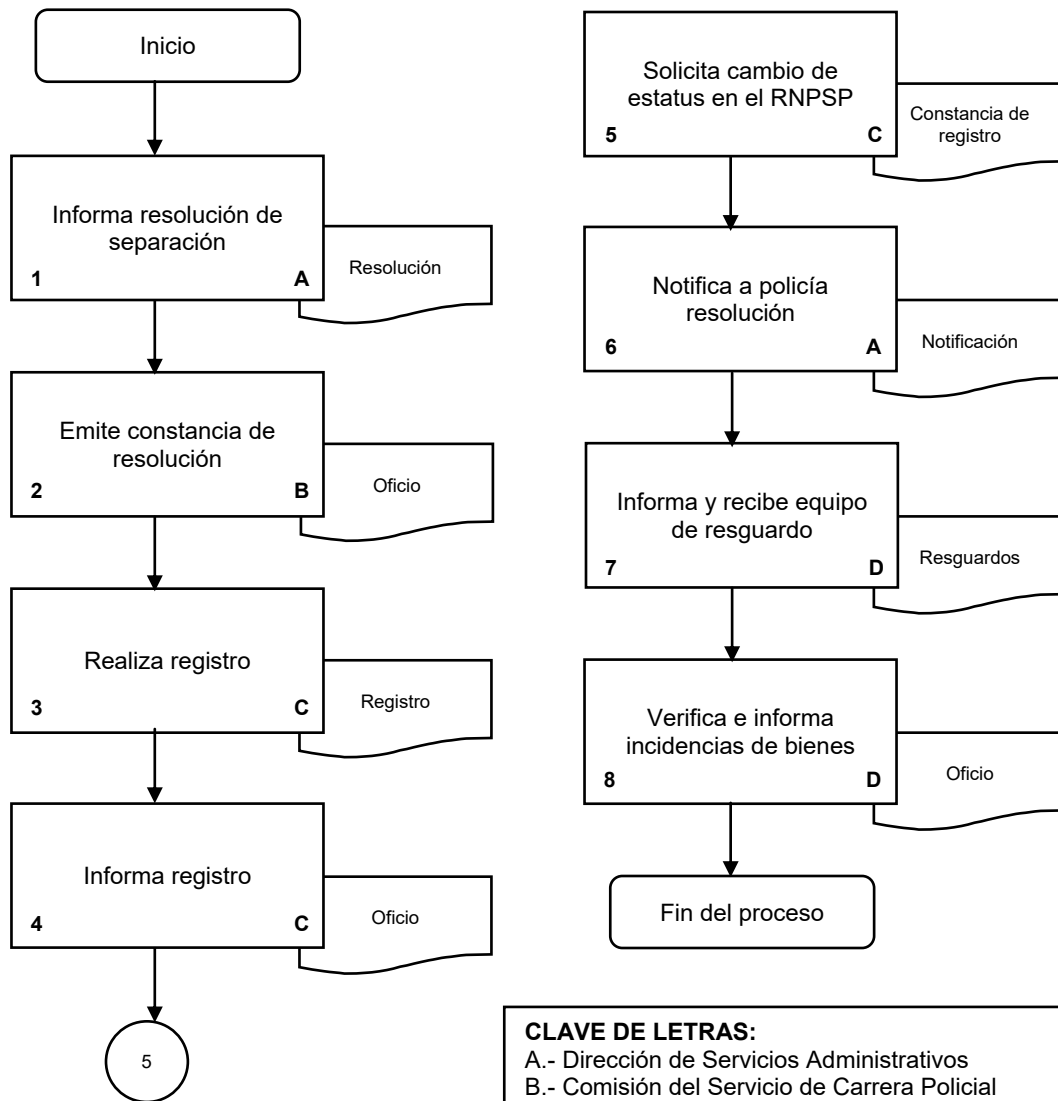 Inicio
Informa resolución de
separación
1 A
Resolución
Emite constancia de
resolución
2 B
Oficio
Realiza registro
3 C
Registro
Informa registro
4 C
Oficio
5
Solicita cambio de
estatus en el RNPSP
5 C
Constancia de
registro
Notifica a policía
resolución
6 A
Notificación
Informa y recibe equipo
de resguardo
7 D
Resguardos
Verifica e informa
incidencias de bienes
8 D
Oficio
Fin del proceso
CLAVE DE LETRAS:
A.- Dirección de Servicios Administrativos
B.- Comisión del Servicio de Carrera Policial